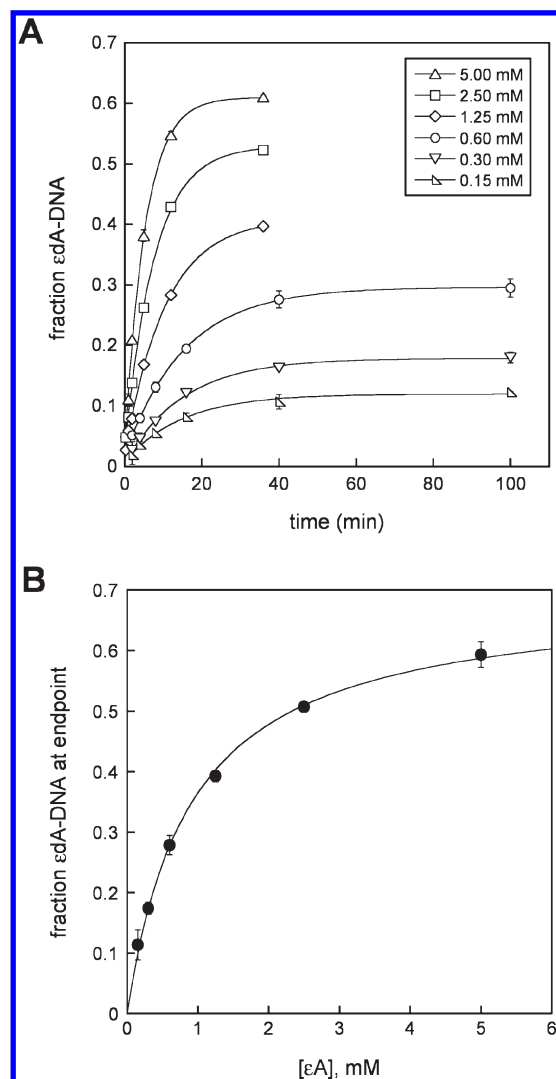 A
0.7
0.6
0.5
0.4
0.3
0.2
0.1
0
fraction εdA-DNA
5.00 mM
2.50 mM
1.25 mM
0.60 mM
0.30 mM
0.15 mM
0 20 40 60 80 100
time (min)
B
0.7
0.6
0.5
0.4
0.3
0.2
0.1
0
fraction εdA-DNA at endpoint
0 1 2 3 4 5 6
[εA], mM